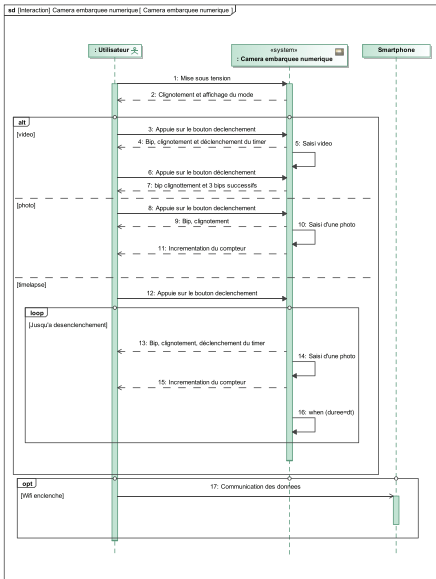 sd [Interaction] Camera embarquee numerique[ Camera embarquee numerique ]
: Utilisateur
«system»
: Camera embarquee numerique
Smartphone
1: Mise sous tension
2: Clignotement et affichage du mode
alt
[video]
3: Appuie sur le bouton declenchement
4: Bip, clignotement et déclenchement du timer
5: Saisi video
6: Appuie sur le bouton declenchement
7: bip clignottement et 3 bips successifs
[photo]
8: Appuie sur le bouton declenchement
9: Bip, clignotement
10: Saisi d'une photo
11: Incrementation du compteur
[timelapse]
12: Appuie sur le bouton declenchement
loop
[Jusqu'a desenclenchement]
13: Bip, clignotement, déclenchement du timer
14: Saisi d'une photo
15: Incrementation du compteur
16: when (duree=dt)
opt
17: Communication des donnees
[Wifi enclenche]